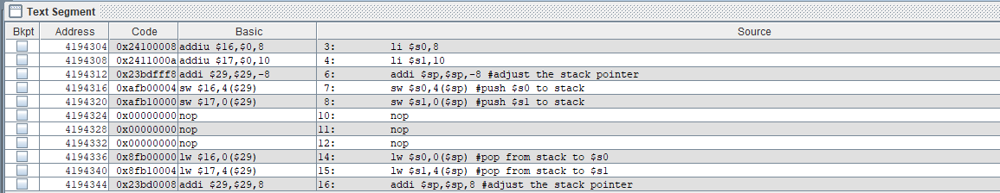 Text Segment
Bkpt Address Code Basic Source
4194304 0x24100008 addiu $16,$0,8 3: li $s0,8
4194308 0x2411000a addiu $17,$0,10 4: li $s1,10
4194312 0x23bdfff8 addi $29,$29,-8 6: addi $sp,$sp,-8 #adjust the stack pointer
4194316 0xafb00004 sw $16,4($29) 7: sw $s0,4($sp) #push $s0 to stack
4194320 0xafb10000 sw $17,0($29) 8: sw $s1,0($sp) #push $s1 to stack
4194324 0x00000000 nop 10: nop
4194328 0x00000000 nop 11: nop
4194332 0x00000000 nop 12: nop
4194336 0x8fb00000 lw $16,0($29) 14: lw $s0,0($sp) #pop from stack to $s0
4194340 0x8fb10004 lw $17,4($29) 15: lw $s1,4($sp) #pop from stack to $s1
4194344 0x23bd0008 addi $29,$29,8 16: addi $sp,$sp,8 #adjust the stack pointer